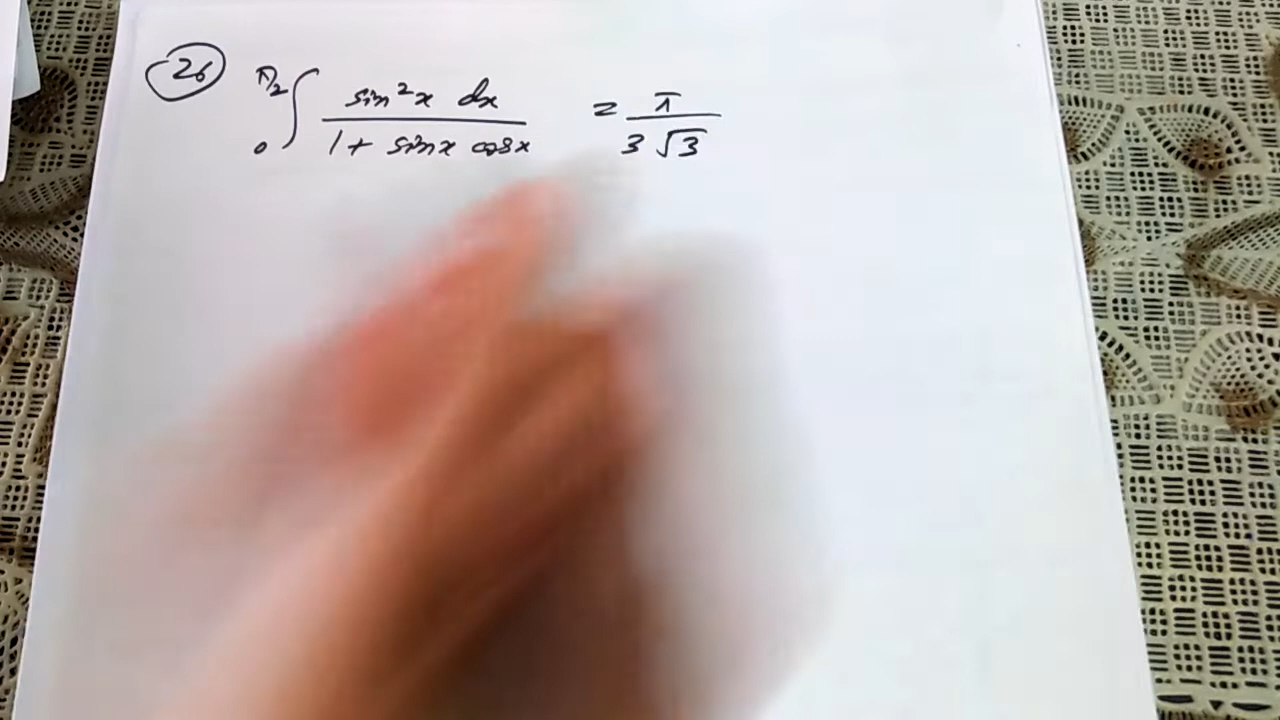 26 π/2 ∫ 0 sin²x dx / 1 + sinx cosx = π / 3√3